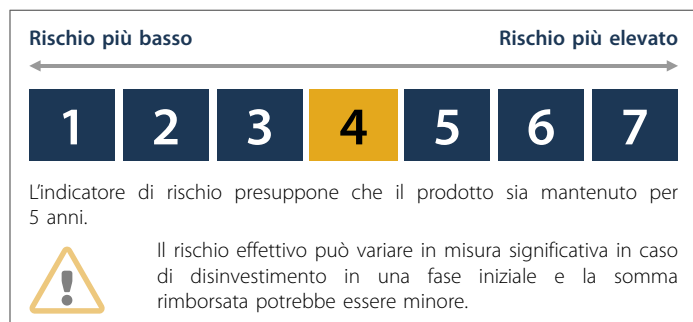 Rischio più basso Rischio più elevato
1 2 3 4 5 6 7
L'indicatore di rischio presuppone che il prodotto sia mantenuto per
5 anni.
Il rischio effettivo può variare in misura significativa in caso
di disinvestimento in una fase iniziale e la somma
rimborsata potrebbe essere minore.
!